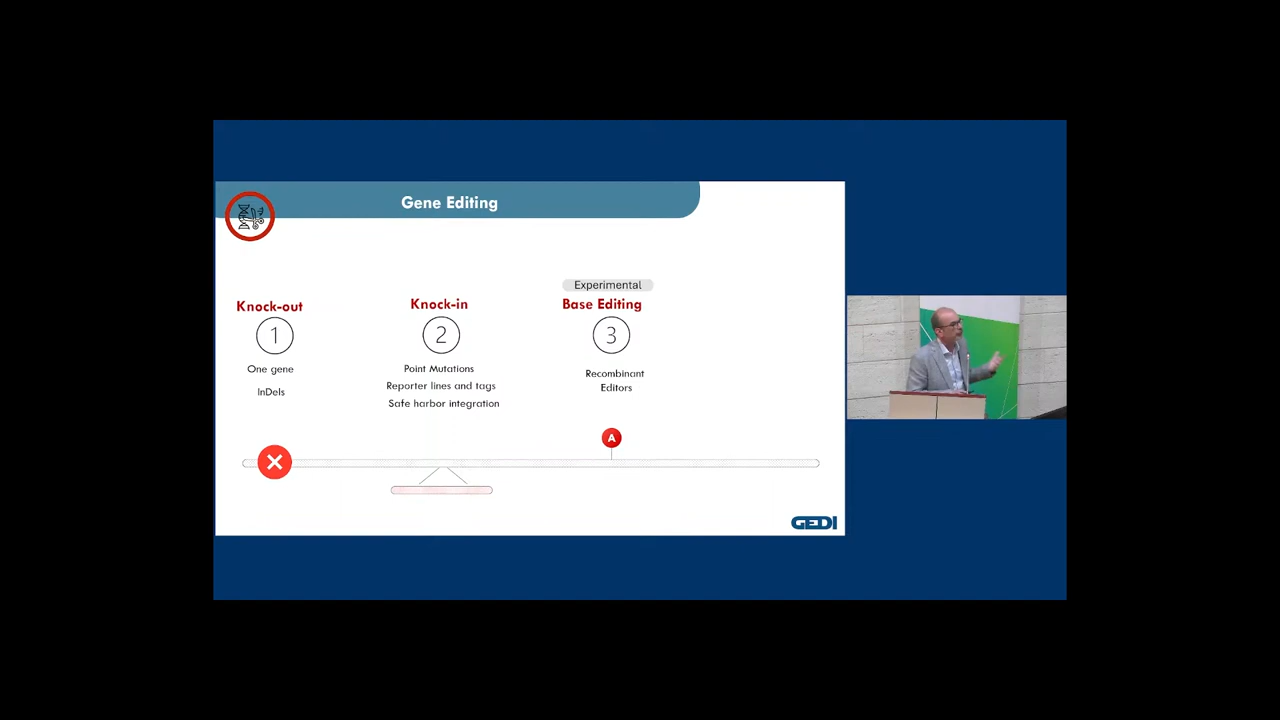 Gene Editing
Knock-out
1
One gene
InDels
Knock-in
2
Point Mutations
Reporter lines and tags
Safe harbor integration
Experimental
Base Editing
3
Recombinant
Editors
A
GEDI